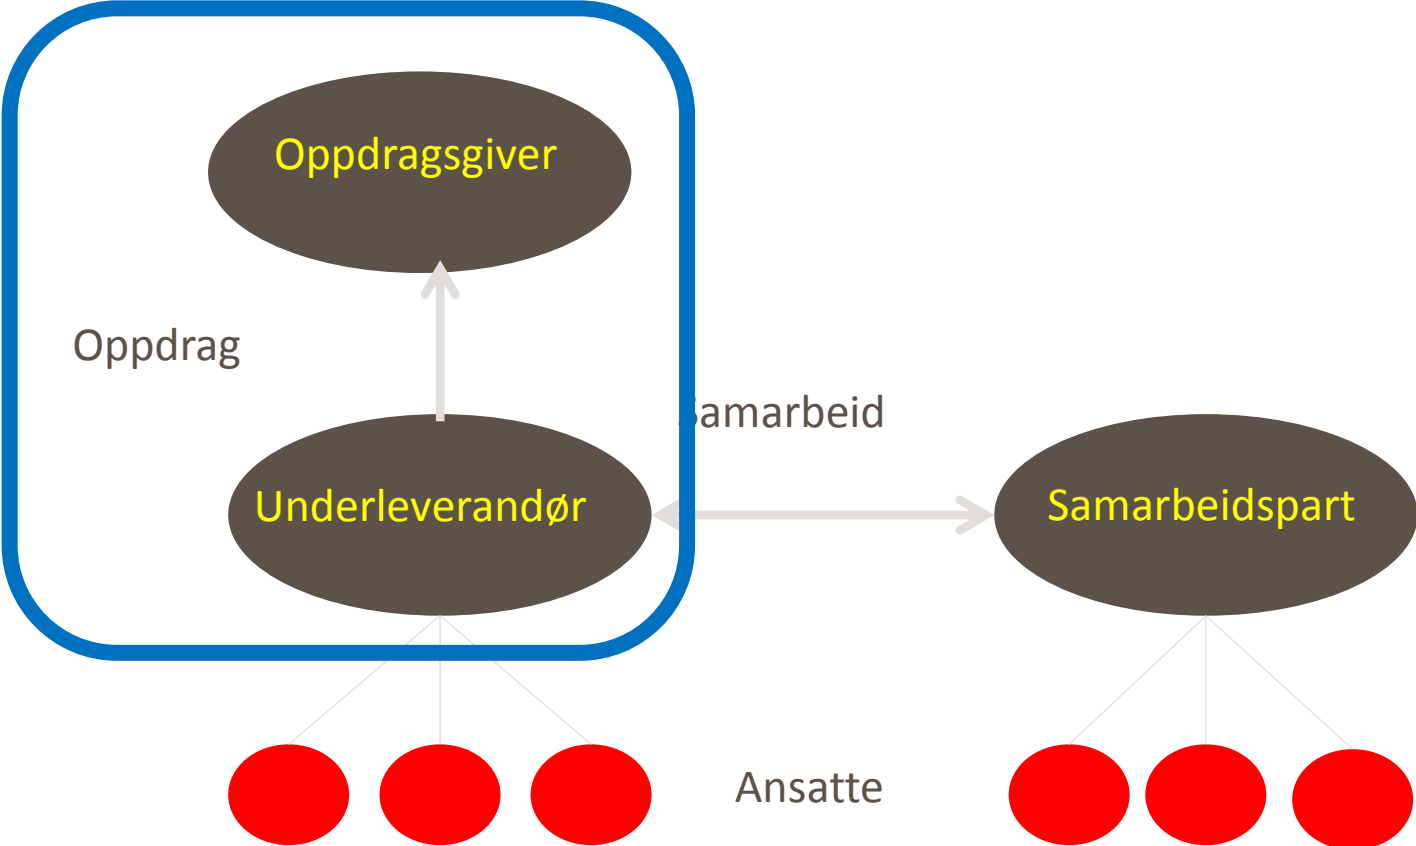 Oppdragsgiver
Oppdrag
Samarbeid
Underleverandør
Samarbeidspart
Ansatte